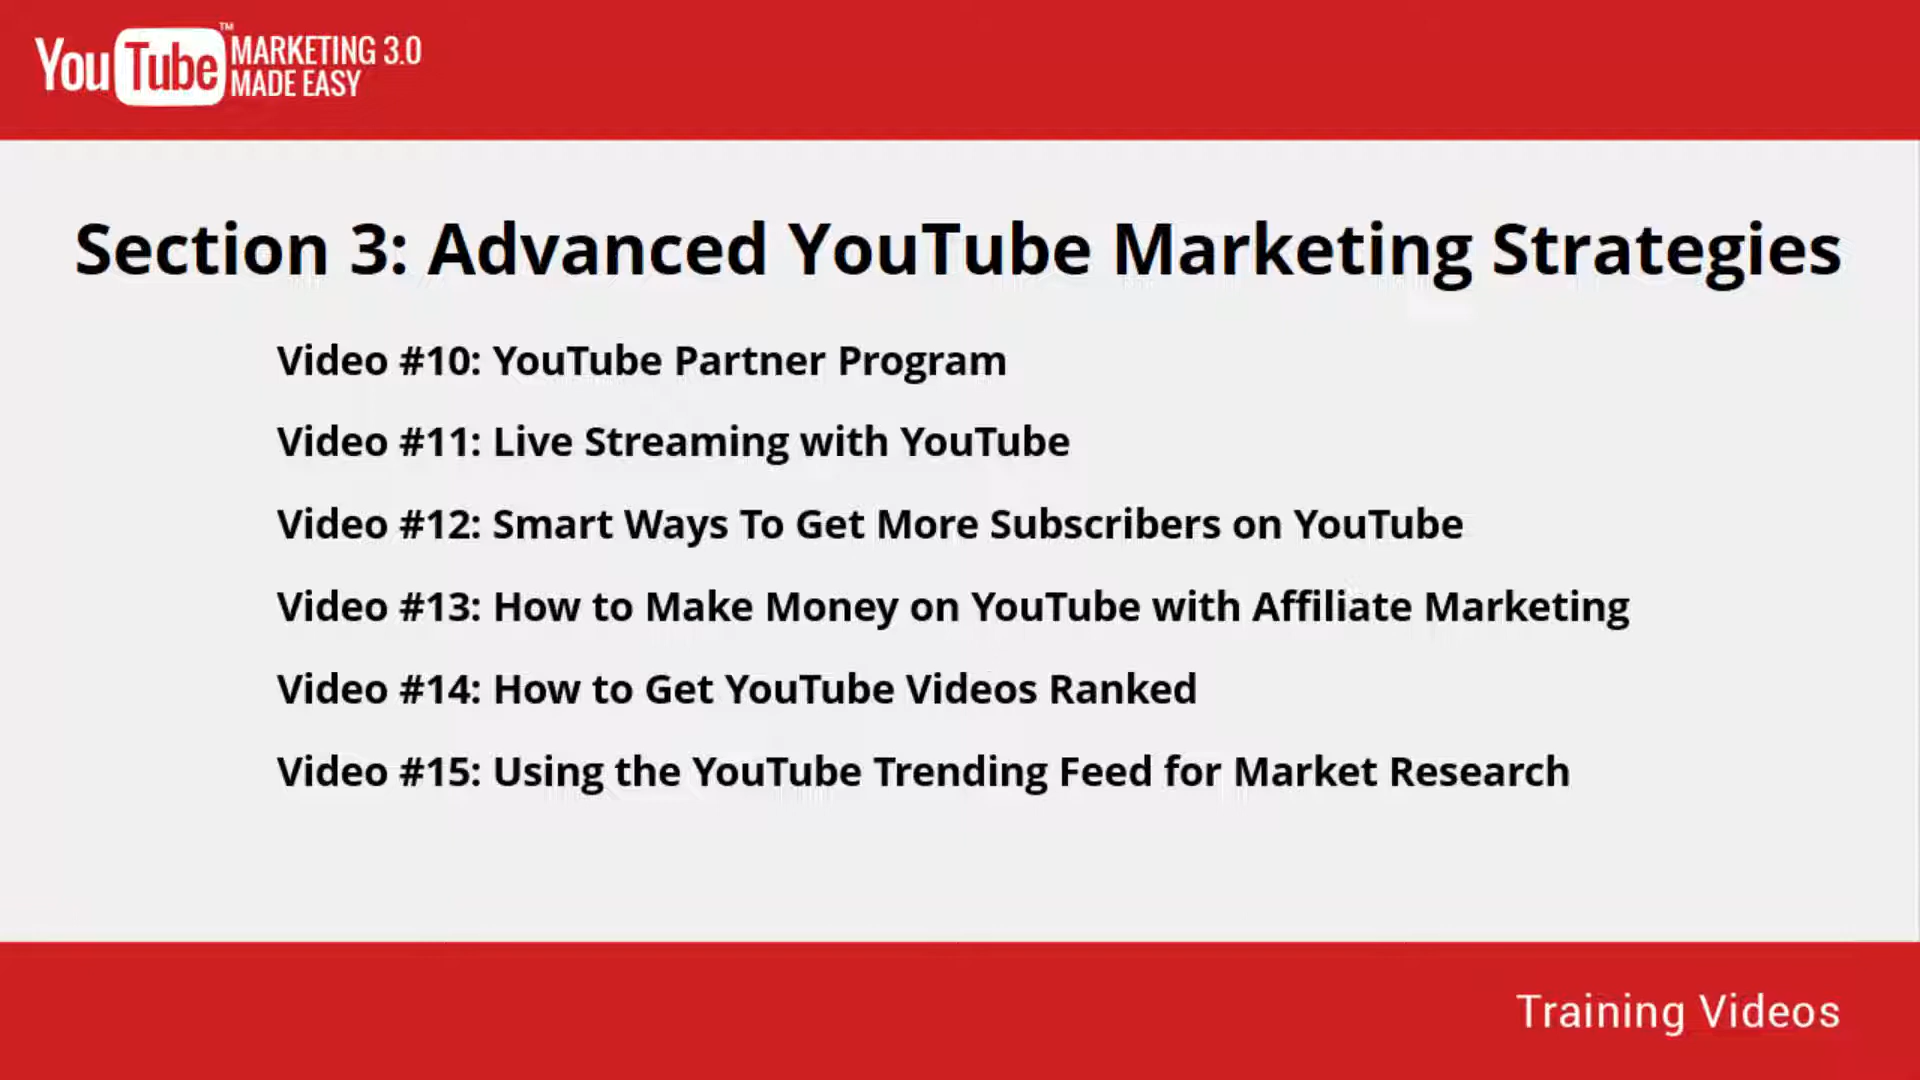 YouTube™ MARKETING 3.0
MADE EASY
Section 3: Advanced YouTube Marketing Strategies
Video #10: YouTube Partner Program
Video #11: Live Streaming with YouTube
Video #12: Smart Ways To Get More Subscribers on YouTube
Video #13: How to Make Money on YouTube with Affiliate Marketing
Video #14: How to Get YouTube Videos Ranked
Video #15: Using the YouTube Trending Feed for Market Research
Training Videos